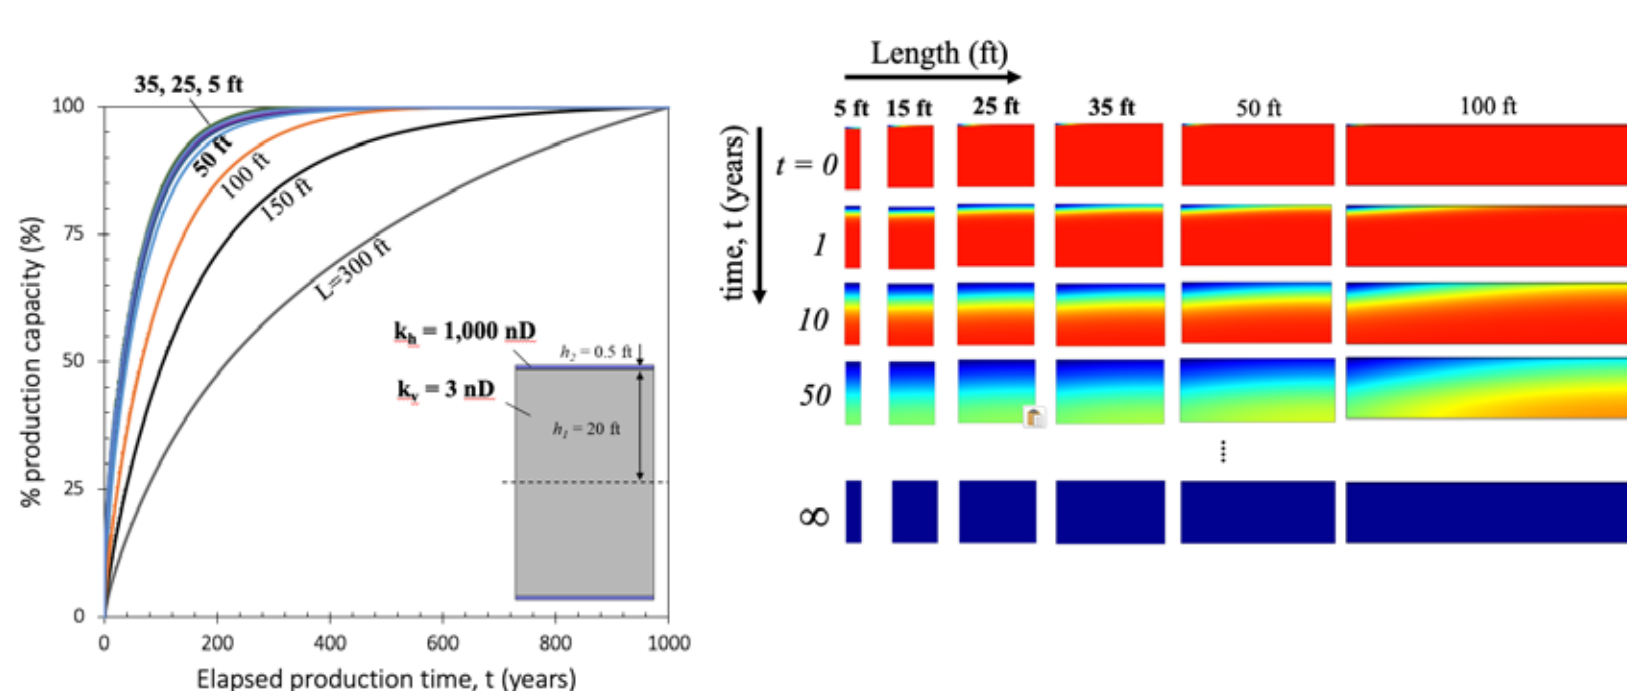 35, 25, 5 ft
100
75
50
25
0
% production capacity (%)
50 ft
100 ft
150 ft
L=300 ft
kh = 1,000 nD
h2 = 0.5 ft
kv = 3 nD
h1 = 20 ft
0 200 400 600 800 1000
Elapsed production time, t (years)
Length (ft)
5 ft 15 ft 25 ft 35 ft 50 ft 100 ft
time, t (years)
t = 0
1
10
50
⁞
∞